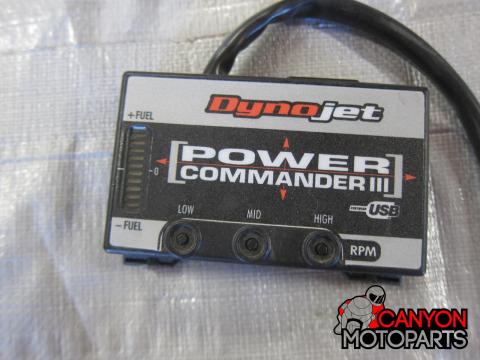 Dynojet
+FUEL
POWER
COMMANDER III
0
USB
-FUEL
LOW MID HIGH
RPM
CANYON
MOTOPARTS